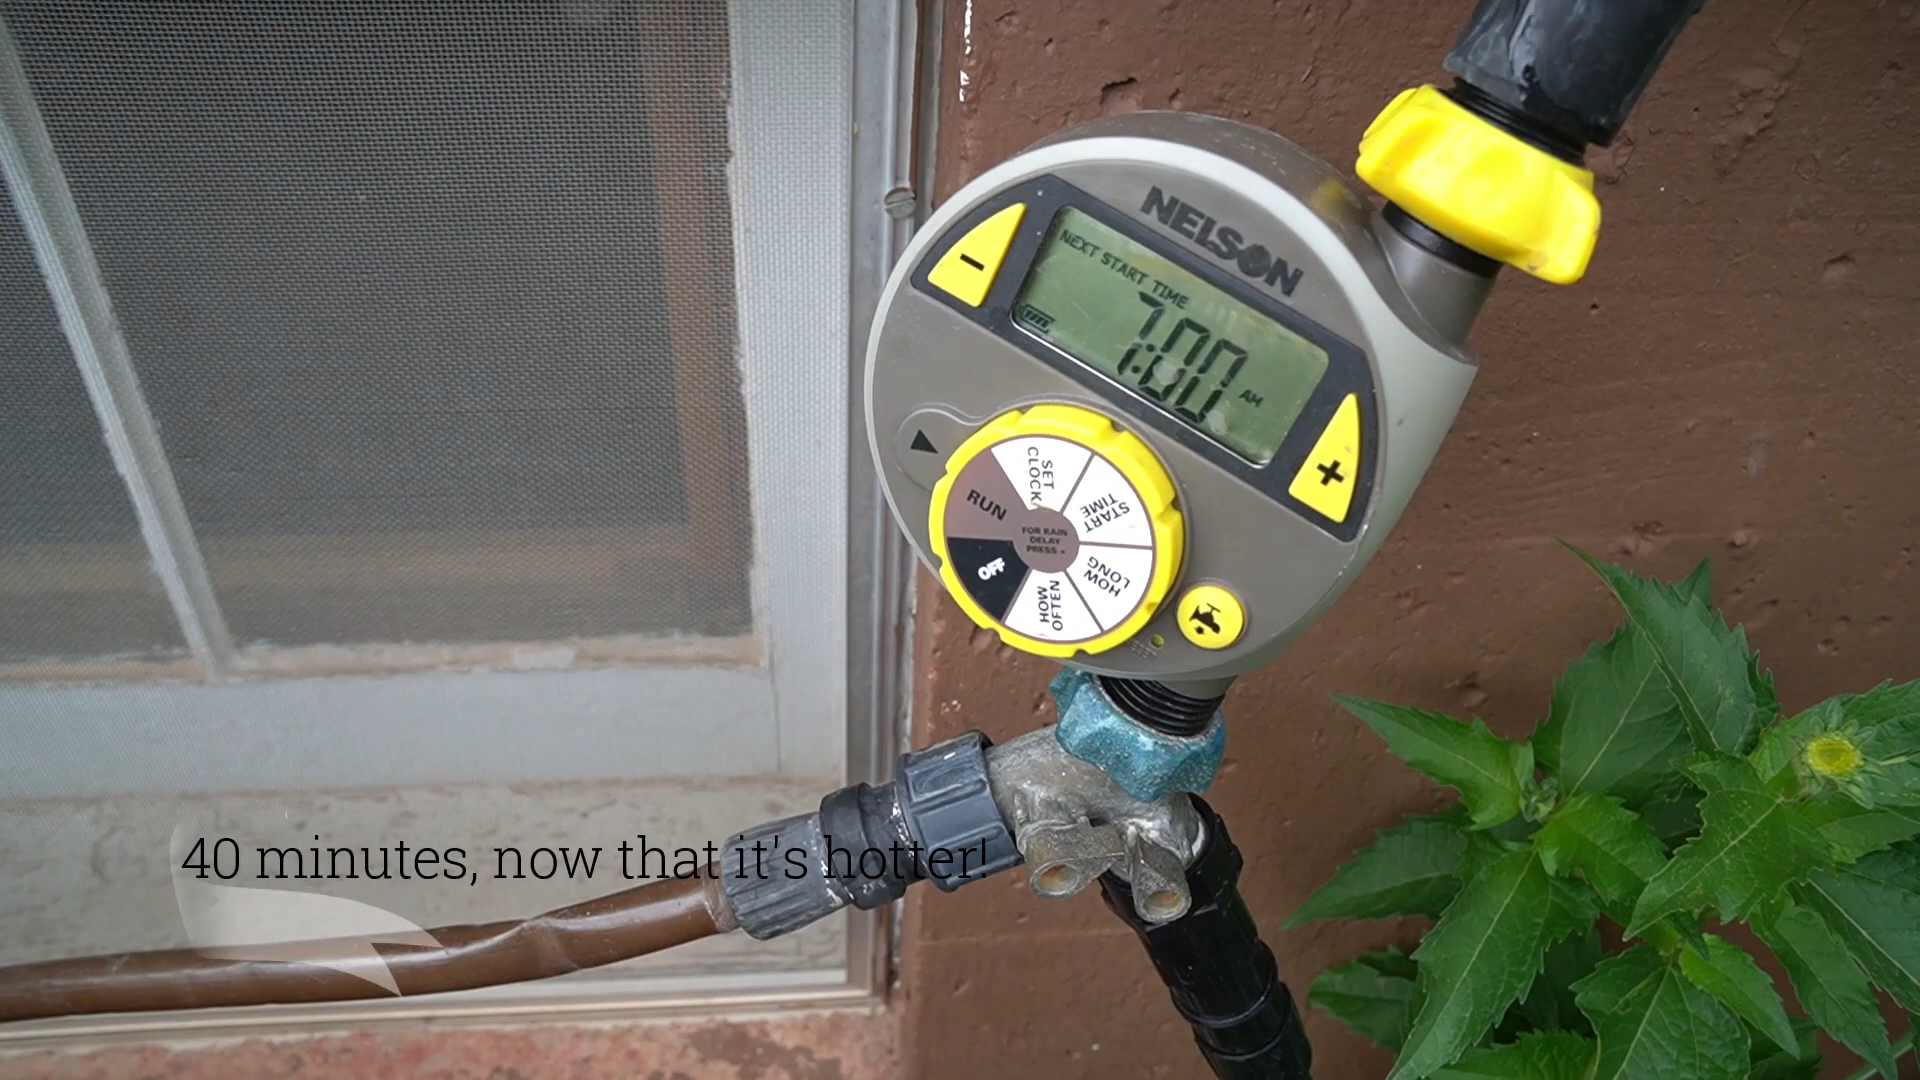 NELSON
NEXT START TIME
7:00
AM
−
+
SET
CLOCK
START
TIME
HOW
LONG
HOW
OFTEN
OFF
RUN
FOR RAIN
DELAY
PRESS +
40 minutes, now that it's hotter!